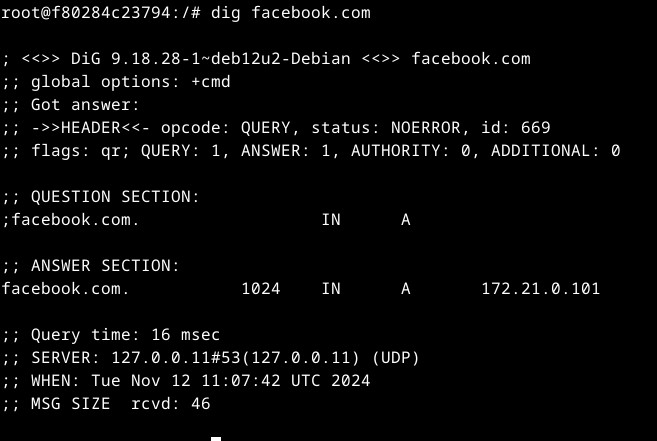 root@f80284c23794:/# dig facebook.com
; <<>> DiG 9.18.28-1~deb12u2-Debian <<>> facebook.com
;; global options: +cmd
;; Got answer:
;; ->>HEADER<<- opcode: QUERY, status: NOERROR, id: 669
;; flags: qr; QUERY: 1, ANSWER: 1, AUTHORITY: 0, ADDITIONAL: 0
;; QUESTION SECTION:
;facebook.com. IN A
;; ANSWER SECTION:
facebook.com. 1024 IN A 172.21.0.101
;; Query time: 16 msec
;; SERVER: 127.0.0.11#53(127.0.0.11) (UDP)
;; WHEN: Tue Nov 12 11:07:42 UTC 2024
;; MSG SIZE  rcvd: 46